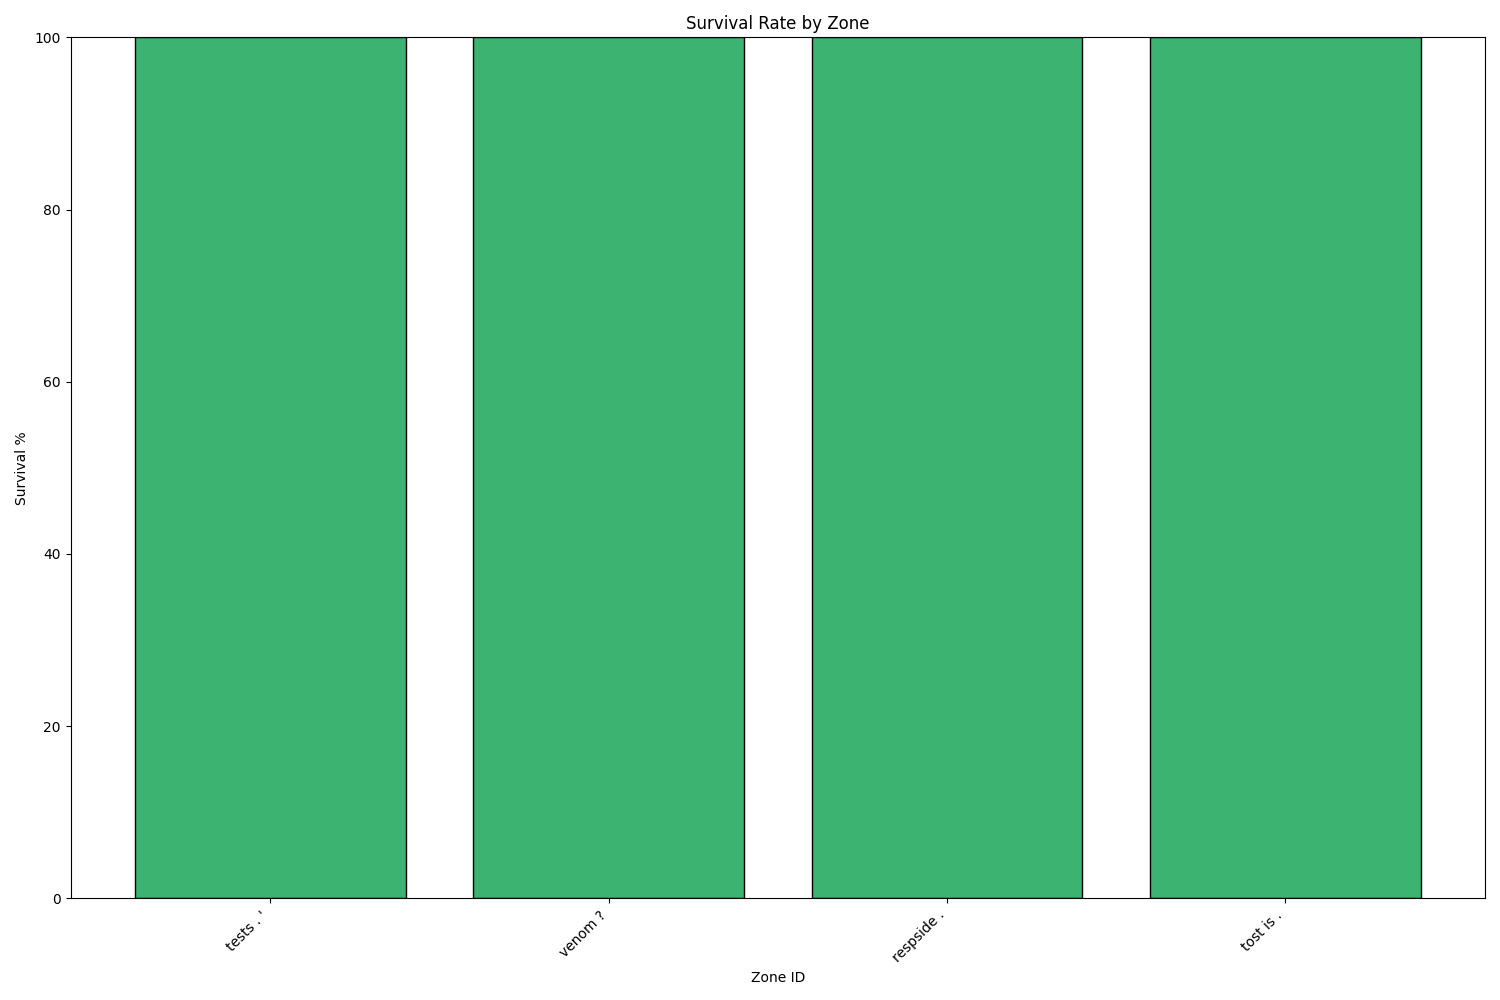 Survival Rate by Zone
100
80
60
40
20
0
Survival %
tests . '
venom ?
respside .
tost is .
Zone ID